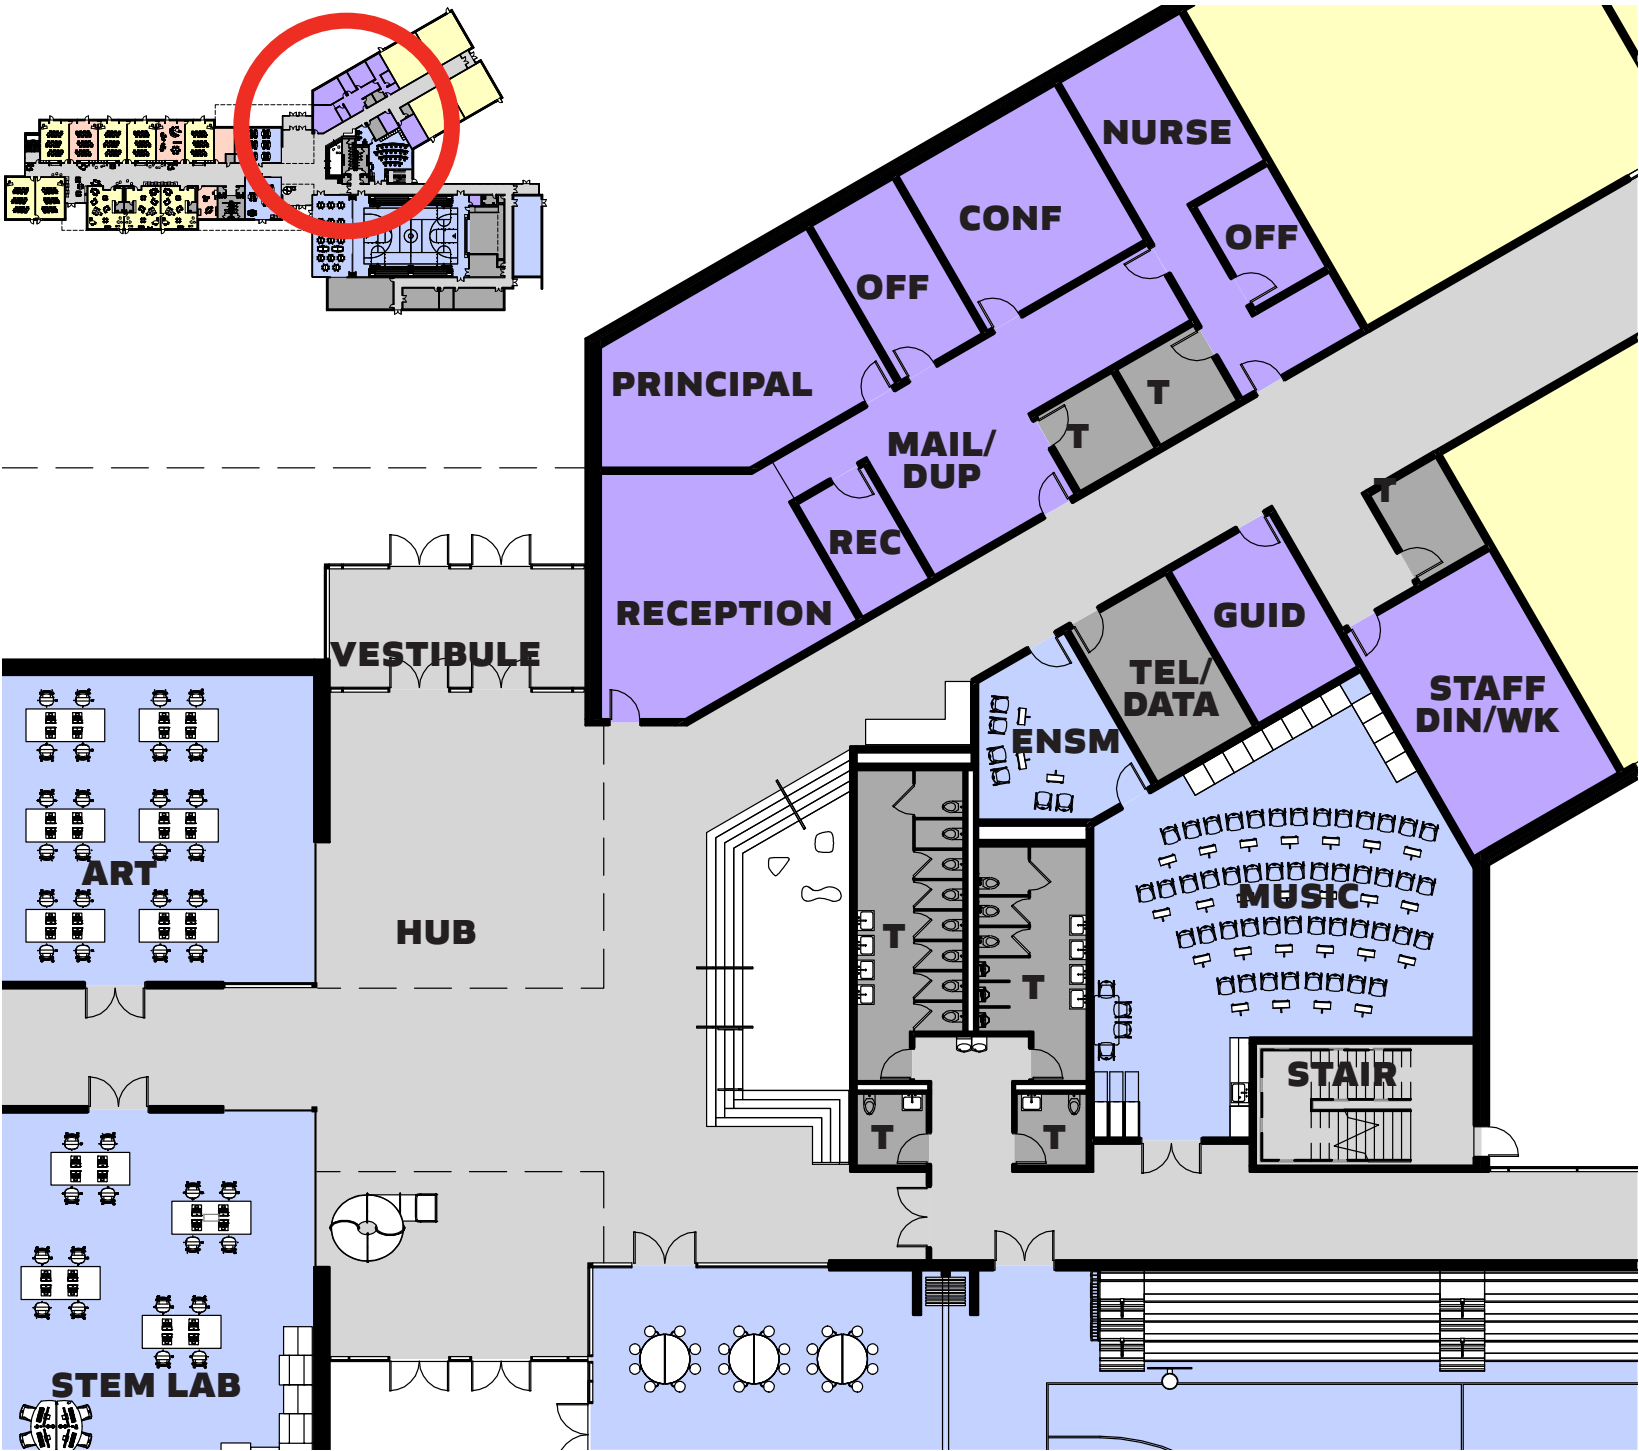 NURSE
CONF
OFF
OFF
PRINCIPAL
T
T
MAIL/
DUP
T
REC
RECEPTION
GUID
VESTIBULE
TEL/
DATA
STAFF
DIN/WK
ENSM
ART
MUSIC
HUB
T
T
STAIR
T
T
STEM LAB